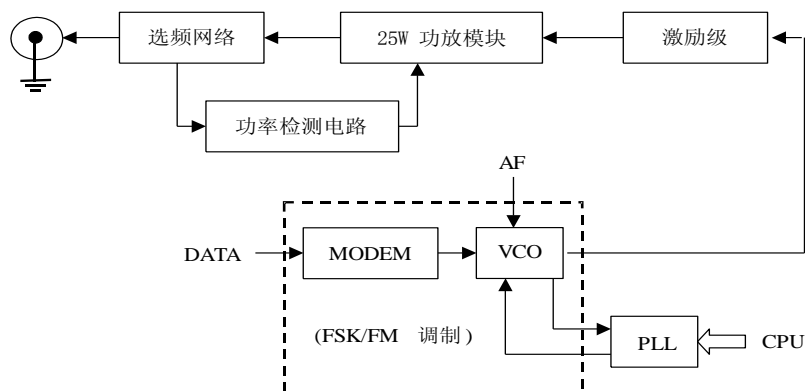 选频网络
25W 功放模块
激励级
功率检测电路
AF
DATA
MODEM
VCO
(FSK/FM 调制)
PLL
CPU